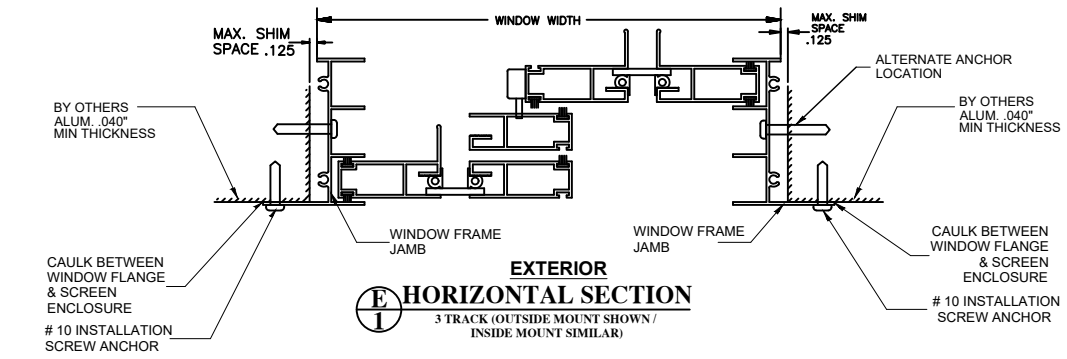 WINDOW WIDTH
MAX. SHIM
SPACE .125
MAX. SHIM
SPACE
.125
ALTERNATE ANCHOR
LOCATION
BY OTHERS
ALUM. .040"
MIN THICKNESS
BY OTHERS
ALUM. .040"
MIN THICKNESS
WINDOW FRAME
JAMB
WINDOW FRAME
JAMB
CAULK BETWEEN
WINDOW FLANGE
& SCREEN
ENCLOSURE
CAULK BETWEEN
WINDOW FLANGE
& SCREEN
ENCLOSURE
# 10 INSTALLATION
SCREW ANCHOR
# 10 INSTALLATION
SCREW ANCHOR
EXTERIOR
E
1
HORIZONTAL SECTION
3 TRACK (OUTSIDE MOUNT SHOWN /
INSIDE MOUNT SIMILAR)